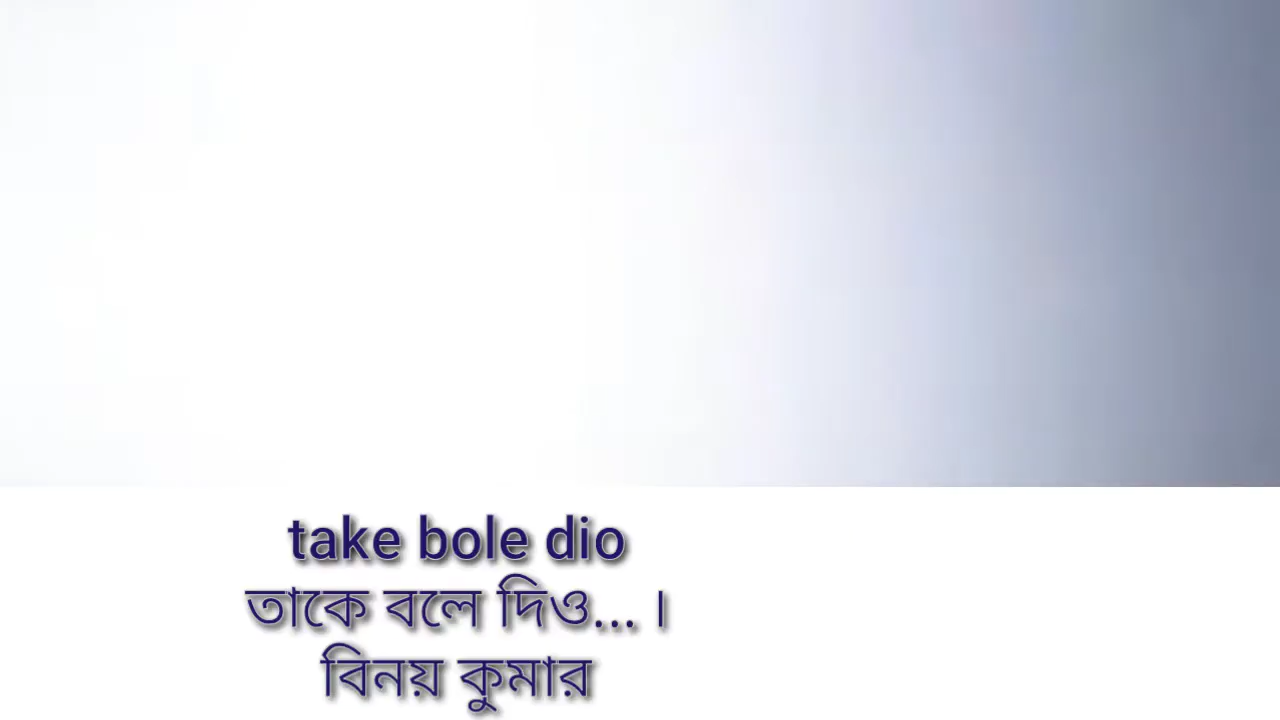 take bole dio
তাকে বলে দিও... ।
বিনয় কুমার